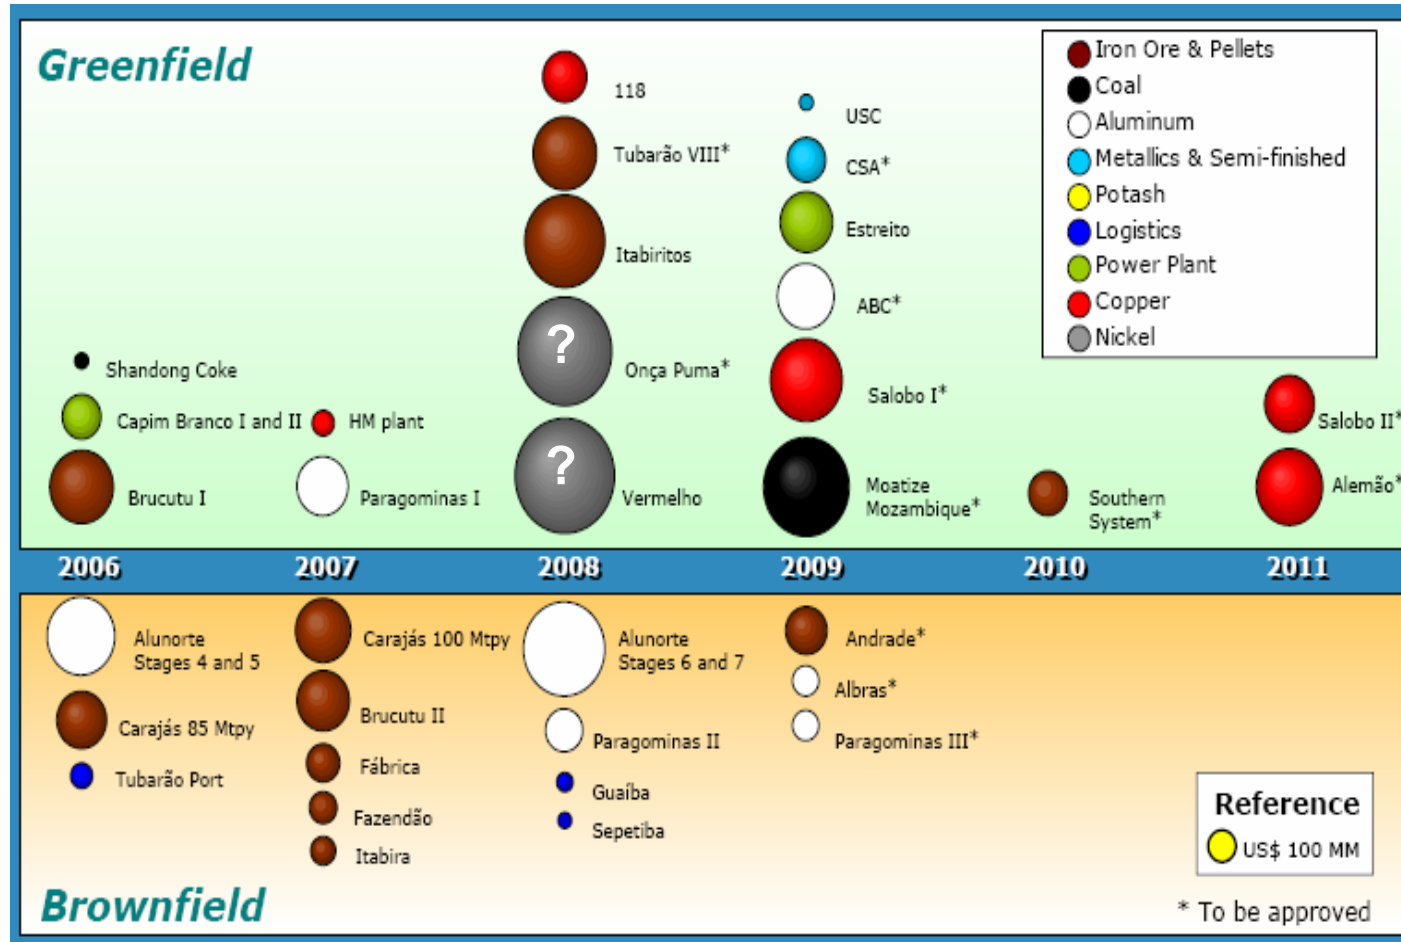 Greenfield
Iron Ore & Pellets
Coal
Aluminum
Metallics & Semi-finished
Potash
Logistics
Power Plant
Copper
Nickel
118
Tubarão VIII*
Itabiritos
?
Onça Puma*
?
Vermelho
USC
CSA*
Estreito
ABC*
Salobo I*
Moatize
Mozambique*
Shandong Coke
Capim Branco I and II
Brucutu I
HM plant
Paragominas I
Southern
System*
Salobo II*
Alemão*
2006 2007 2008 2009 2010 2011
Alunorte
Stages 4 and 5
Carajás 85 Mtpy
Tubarão Port
Carajás 100 Mtpy
Brucutu II
Fábrica
Fazendão
Itabira
Alunorte
Stages 6 and 7
Paragominas II
Guaíba
Sepetiba
Andrade*
Albras*
Paragominas III*
Reference
US$ 100 MM
Brownfield
* To be approved